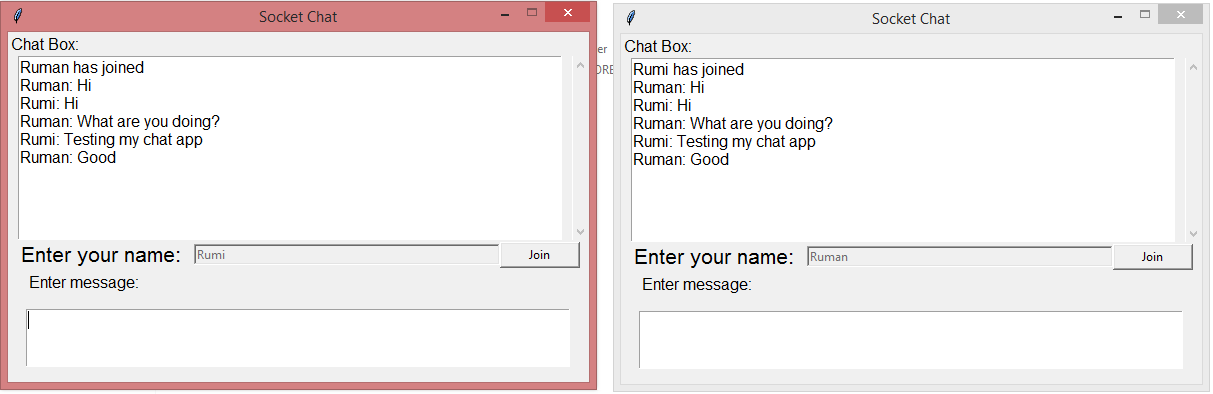 Socket Chat
Chat Box:
Ruman has joined
Ruman: Hi
Rumi: Hi
Ruman: What are you doing?
Rumi: Testing my chat app
Ruman: Good
Enter your name:
Rumi
Join
Enter message:
er
ORE
Socket Chat
Chat Box:
Rumi has joined
Ruman: Hi
Rumi: Hi
Ruman: What are you doing?
Rumi: Testing my chat app
Ruman: Good
Enter your name:
Ruman
Join
Enter message: